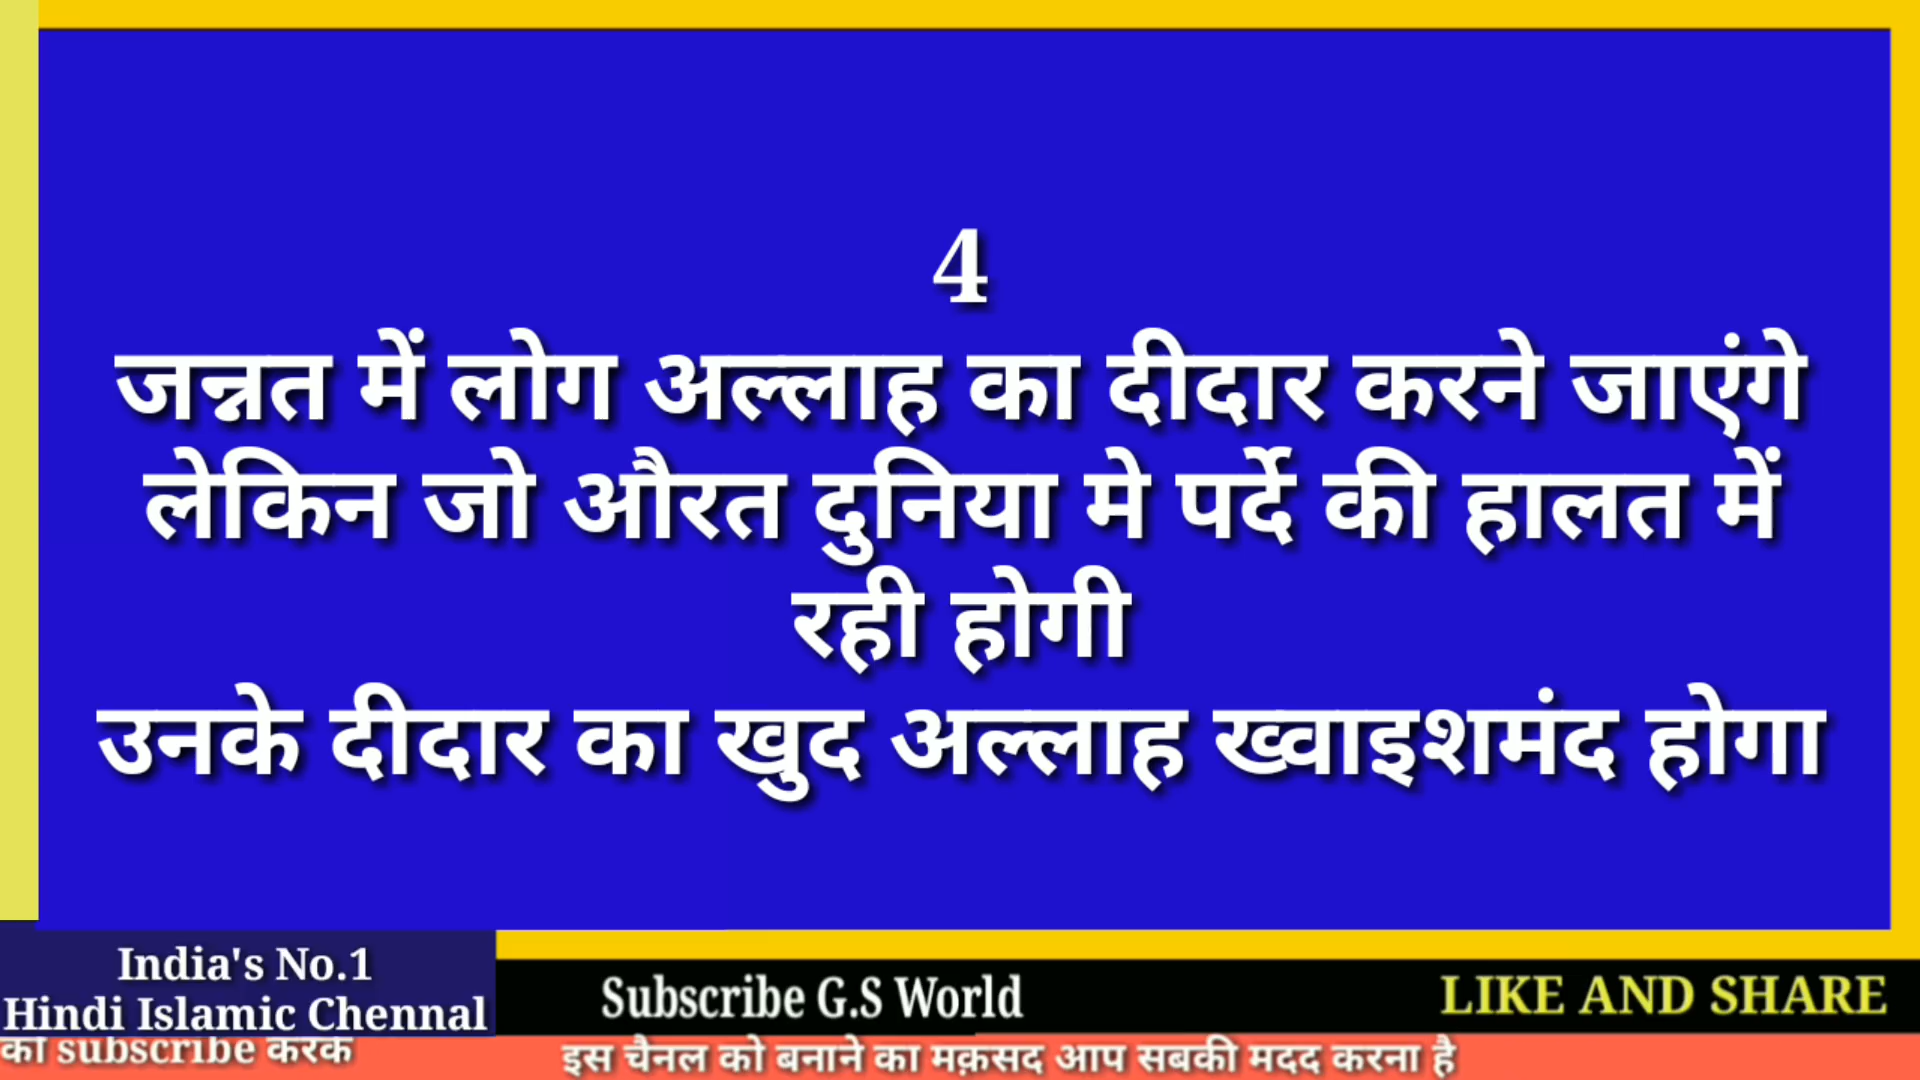 4
जन्नत में लोग अल्लाह का दीदार करने जाएंगे
लेकिन जो औरत दुनिया मे पर्दे की हालत में
रही होगी
उनके दीदार का खुद अल्लाह ख्वाइशमंद होगा
India's No.1
Hindi Islamic Chennal
Subscribe G.S World
LIKE AND SHARE
को subscribe करके
इस चैनल को बनाने का मक़सद आप सबकी मदद करना है